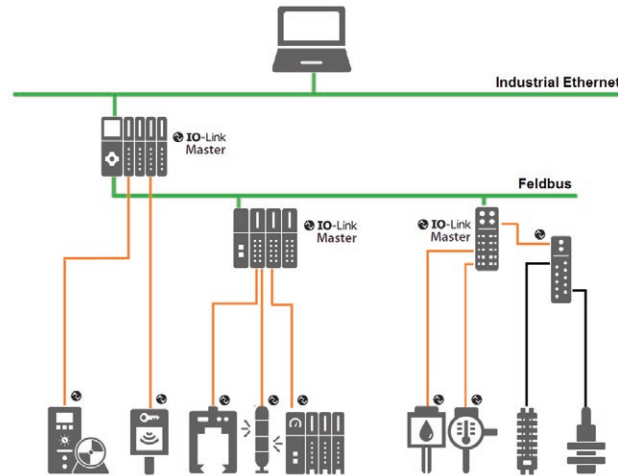 Industrial Ethernet
IO-Link
Master
Feldbus
IO-Link
Master
IO-Link
Master